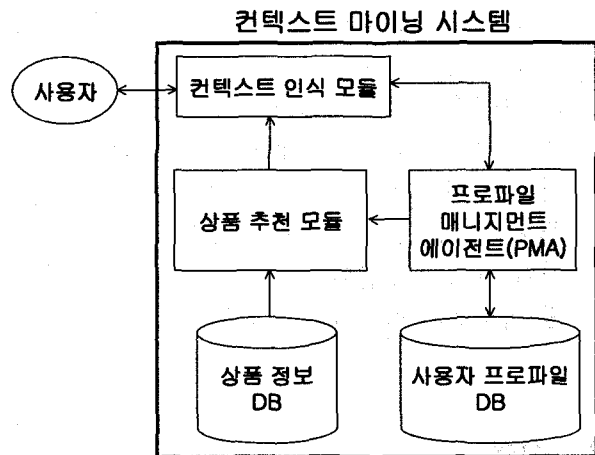 컨텍스트 마이닝 시스템
사용자
컨텍스트 인식 모듈
상품 추천 모듈
프로파일
매니지먼트
에이전트(PMA)
상품 정보
DB
사용자 프로파일
DB